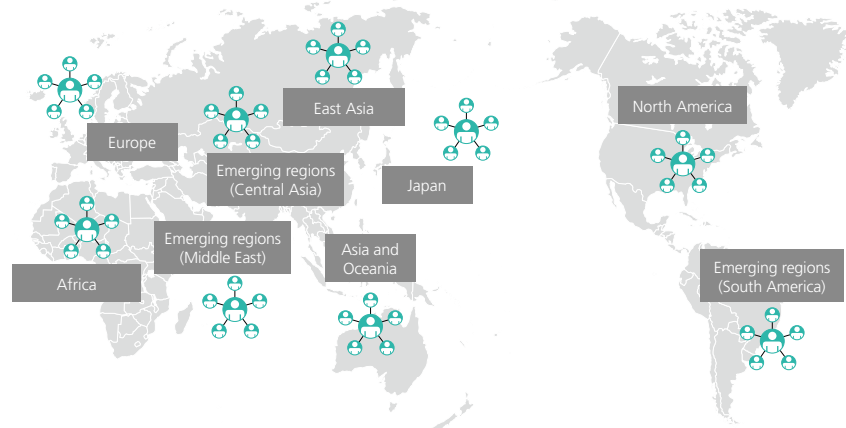 East Asia
North America
Europe
Emerging regions
(Central Asia)
Japan
Emerging regions
(Middle East)
Asia and
Oceania
Africa
Emerging regions
(South America)